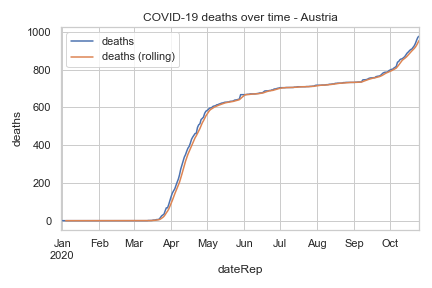 COVID-19 deaths over time - Austria
deaths
deaths (rolling)
1000
800
600
400
200
0
deaths
Jan Feb Mar Apr May Jun Jul Aug Sep Oct
2020
dateRep